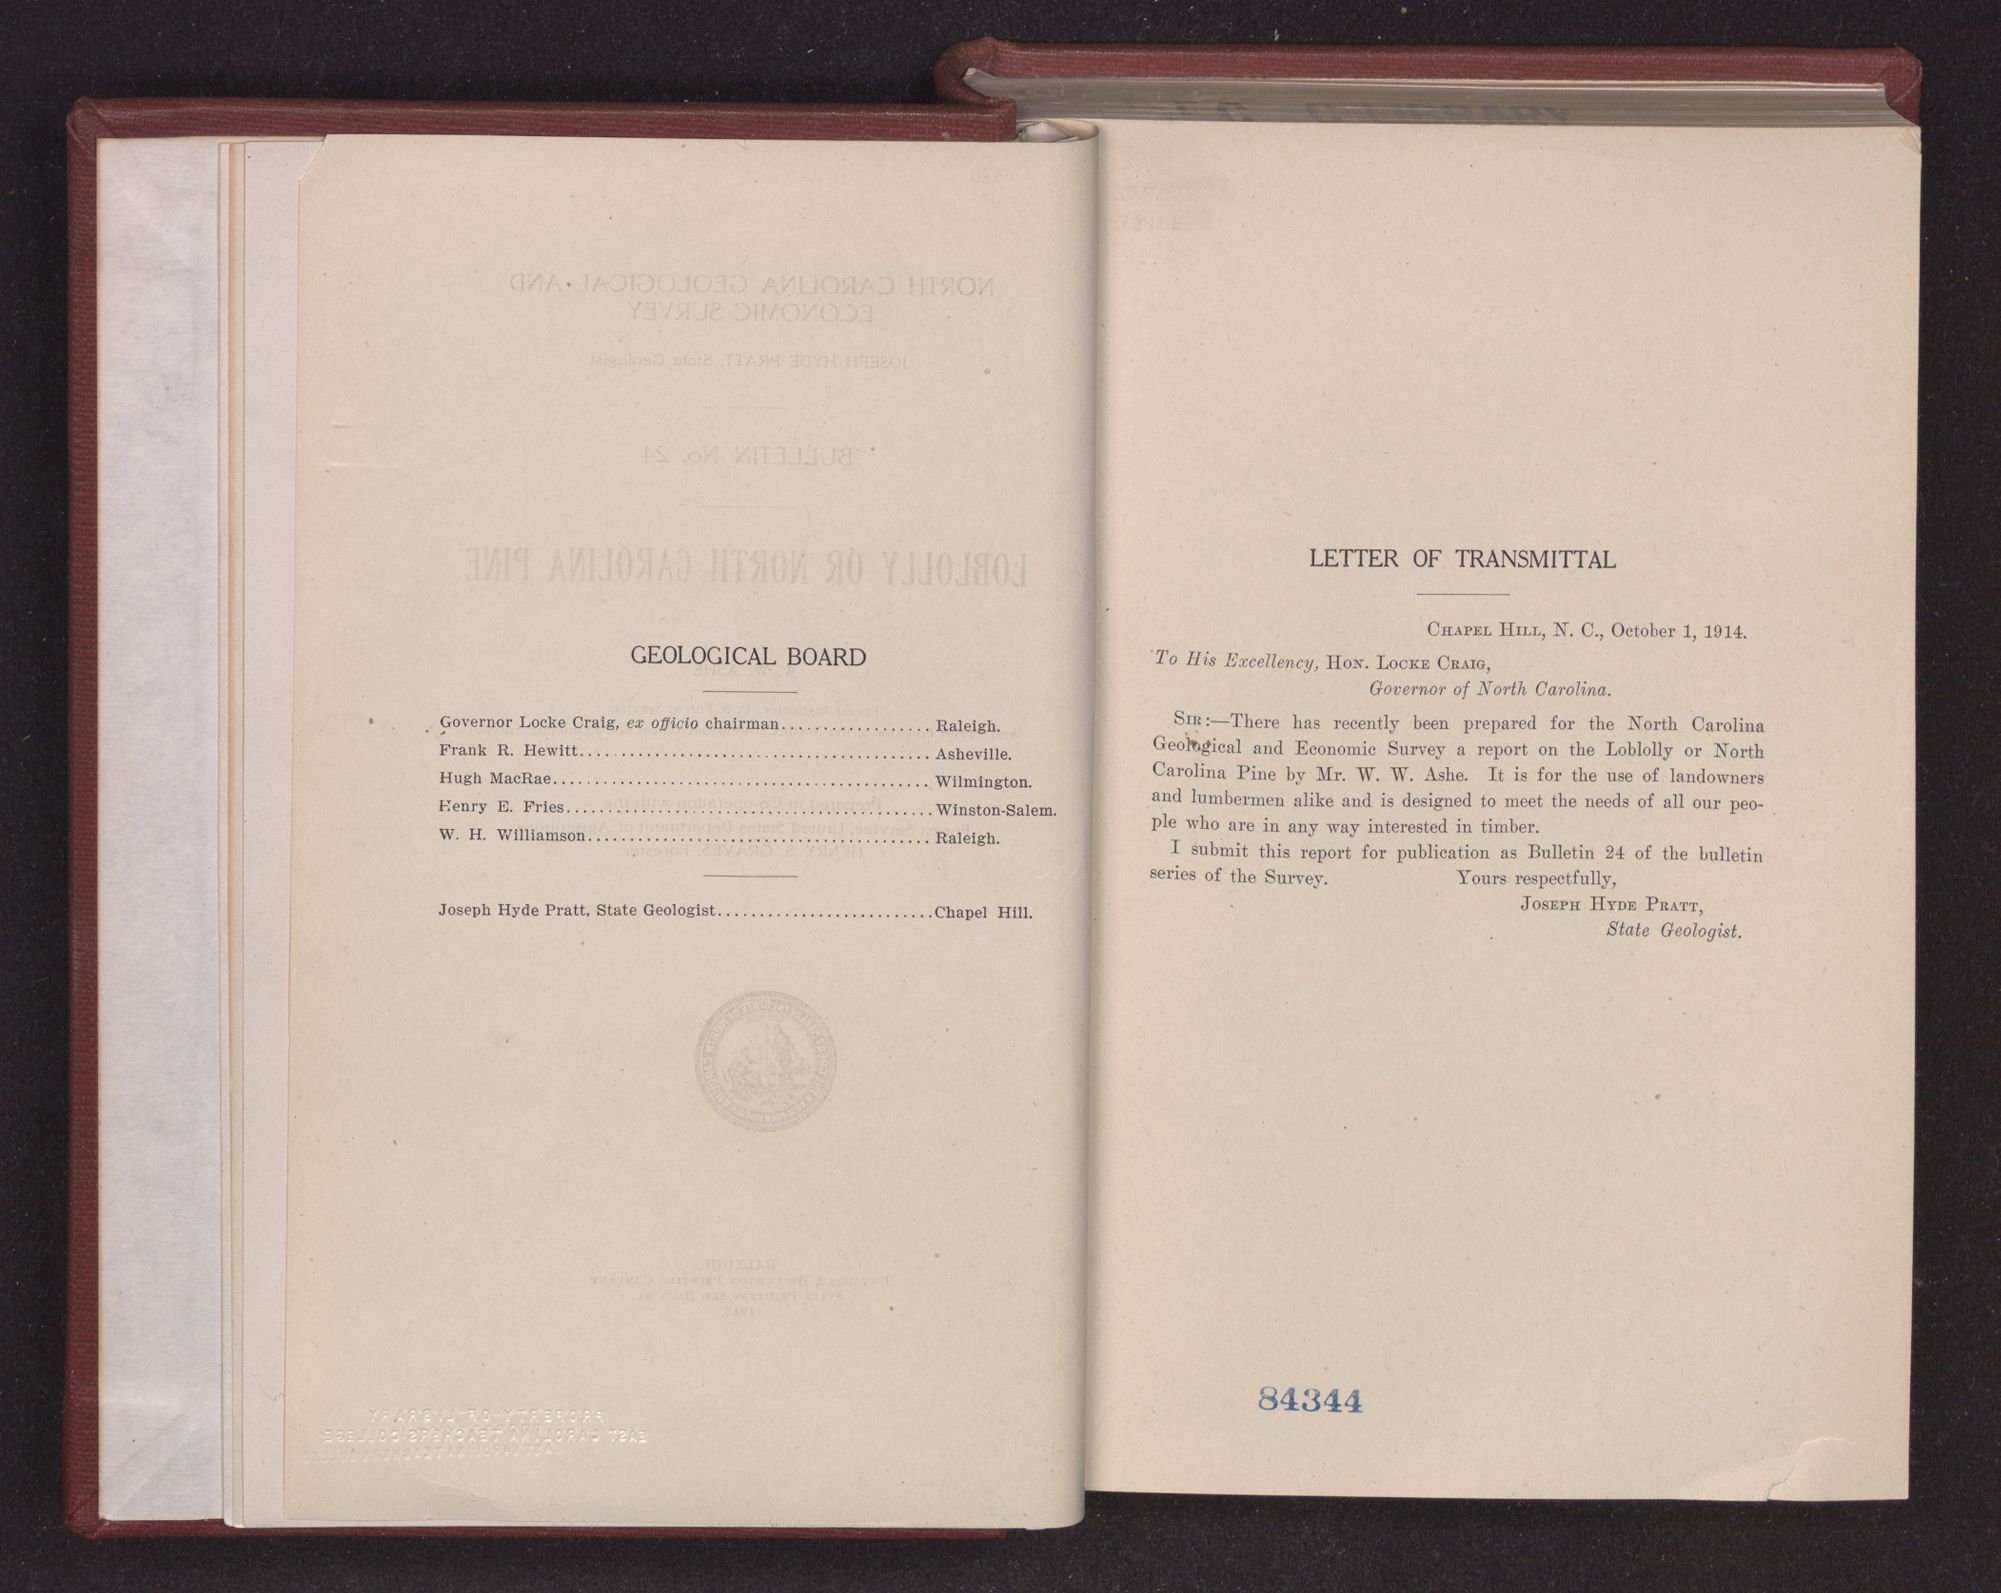 GEOLOGICAL BOARD
Governor Locke Craig, ex officio chairman.................. Raleigh.
Frank R. Hewitt.......................................... Asheville.
Hugh MacRae............................................. Wilmington.
Henry E. Fries............................................ Winston-Salem.
W. H. Williamson......................................... Raleigh.
Joseph Hyde Pratt, State Geologist..........................Chapel Hill.
LETTER OF TRANSMITTAL
CHAPEL HILL, N. C., October 1, 1914.
To His Excellency, HON. LOCKE CRAIG,
Governor of North Carolina.
SIR:—There has recently been prepared for the North Carolina
Geological and Economic Survey a report on the Loblolly or North
Carolina Pine by Mr. W. W. Ashe. It is for the use of landowners
and lumbermen alike and is designed to meet the needs of all our peo-
ple who are in any way interested in timber.
I submit this report for publication as Bulletin 24 of the bulletin
series of the Survey. Yours respectfully,
JOSEPH HYDE PRATT,
State Geologist.
84344